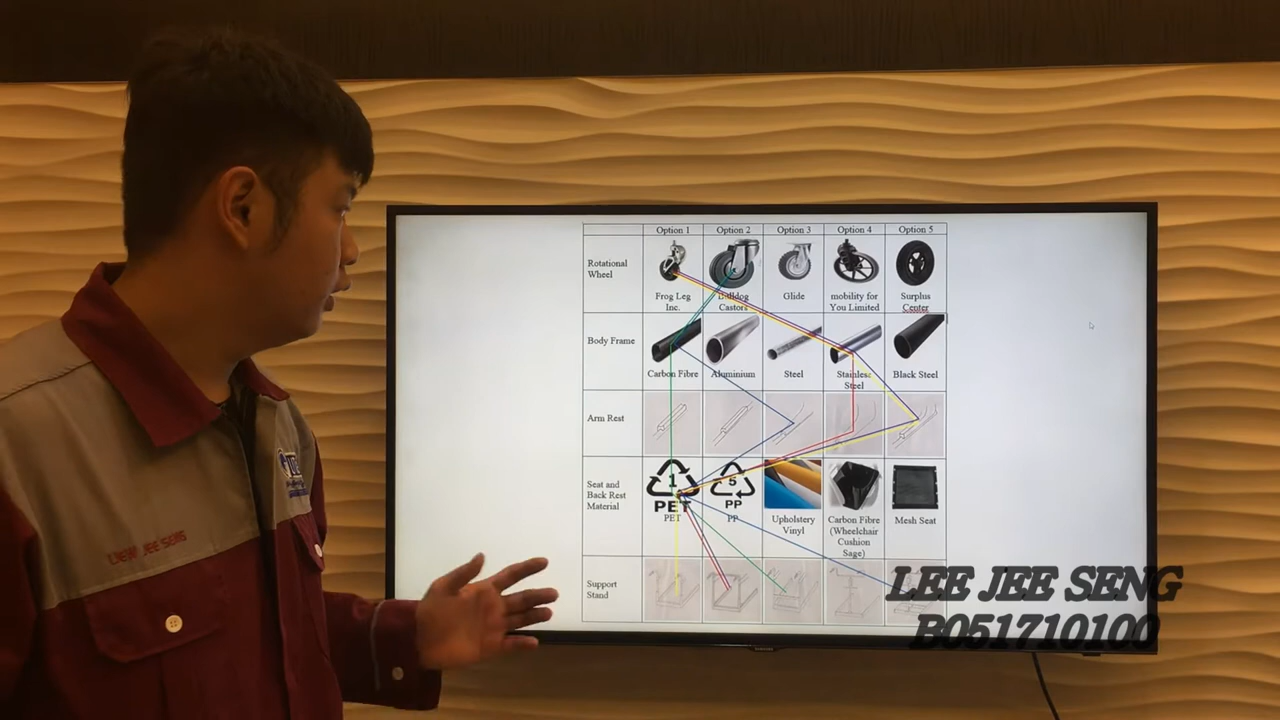 Option 1 Option 2 Option 3 Option 4 Option 5
Rotational
Wheel
Frog Leg
Inc.
Bulldog
Castors
Glide
mobility for
You Limited
Surplus
Center
Body Frame
Carbon Fibre
Aluminium
Steel
Stainless
Steel
Black Steel
Arm Rest
Seat and
Back Rest
Material
1
PET
PET
5
PP
PP
Upholstery
Vinyl
Carbon Fibre
(Wheelchair
Cushion
Sage)
Mesh Seat
Support
Stand
JEE SENG
LEE JEE SENG
B051710100